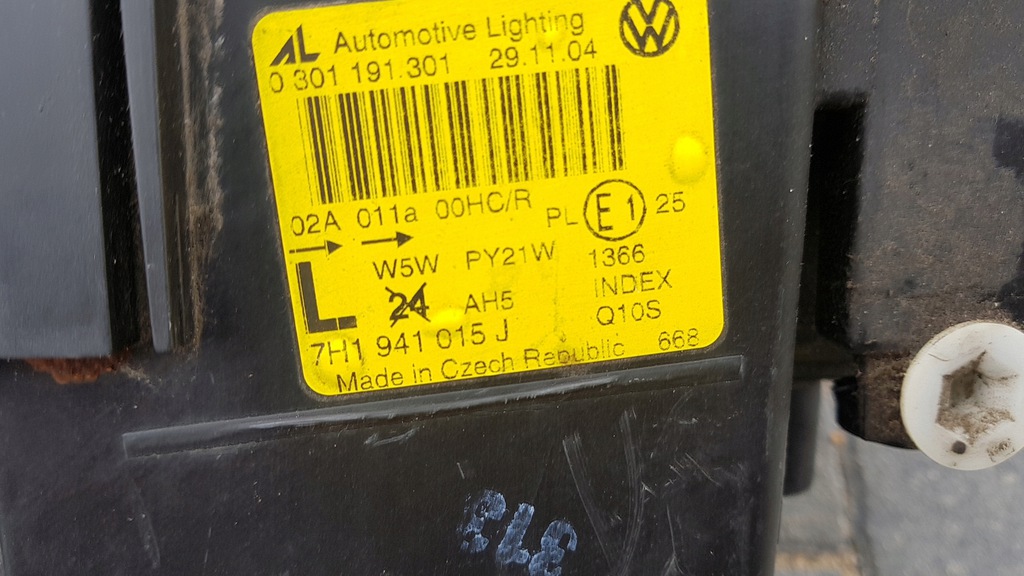 AL Automotive Lighting
0 301 191.301 29.11.04
02A 011a 00HC/R PL E1 25
L W5W PY21W 1366
24 AH5 INDEX
Q10S
7H1 941 015 J
Made in Czech Republic 668